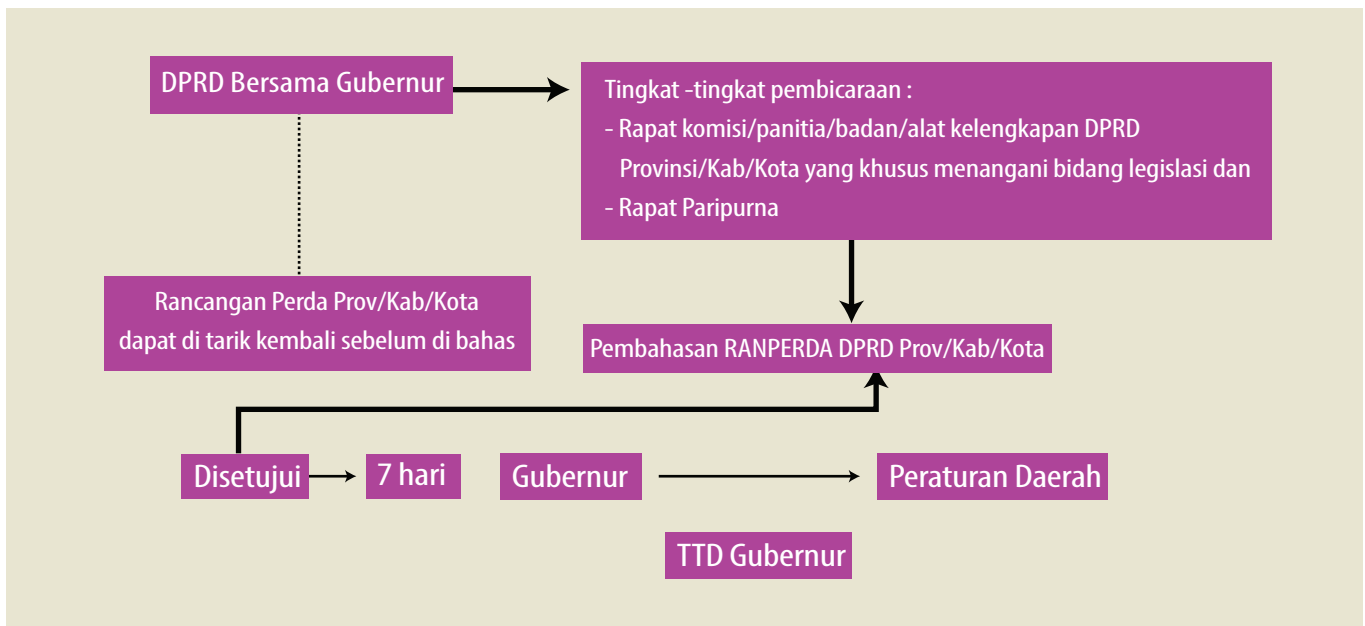 DPRD Bersama Gubernur
Tingkat -tingkat pembicaraan :
- Rapat komisi/panitia/badan/alat kelengkapan DPRD
Provinsi/Kab/Kota yang khusus menangani bidang legislasi dan
- Rapat Paripurna
Rancangan Perda Prov/Kab/Kota
dapat di tarik kembali sebelum di bahas
Pembahasan RANPERDA DPRD Prov/Kab/Kota
Disetujui
7 hari
Gubernur
Peraturan Daerah
TTD Gubernur